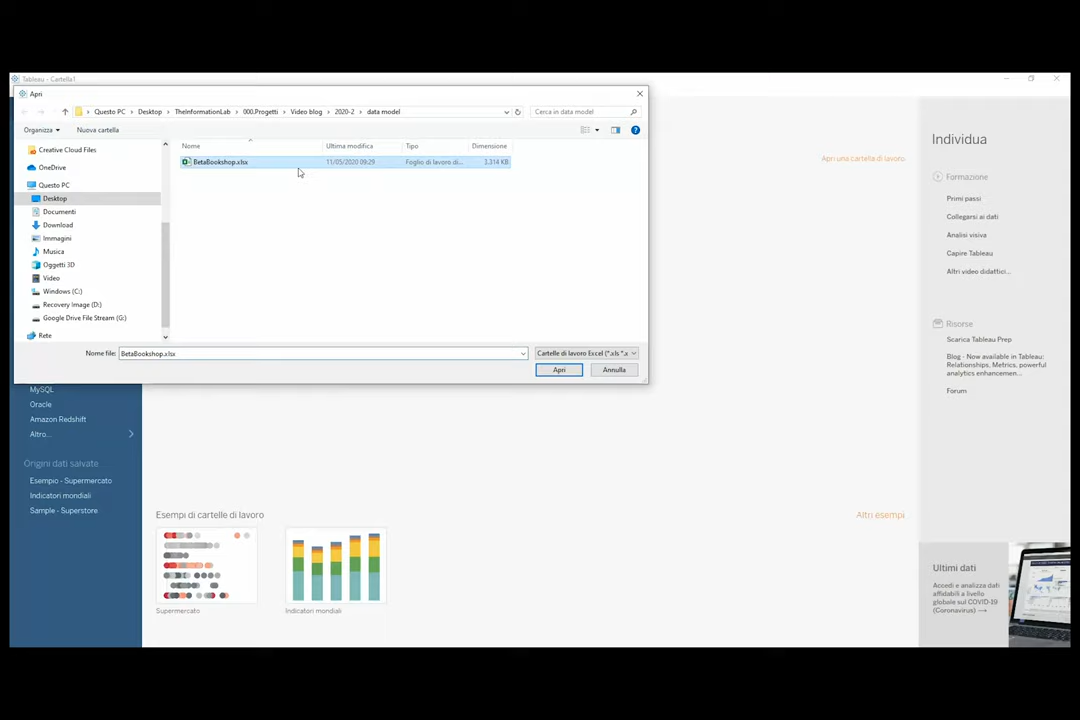 Tableau - Cartella1
Apri
Questo PC > Desktop > TheInformationLab > 000.Progetti > Video blog > 2020-2 > data model
Cerca in data model
Organizza
Nuova cartella
Nome
Ultima modifica
Tipo
Dimensione
BetaBookshop.xlsx
11/05/2020 09:29
Foglio di lavoro di...
3.314 KB
Creative Cloud Files
OneDrive
Questo PC
Desktop
Documenti
Download
Immagini
Musica
Oggetti 3D
Video
Windows (C:)
Recovery Image (D:)
Google Drive File Stream (G:)
Rete
Nome file:
BetaBookshop.xlsx
Cartelle di lavoro Excel (*.xls *.x
Apri
Annulla
MySQL
Oracle
Amazon Redshift
Altro...
Origini dati salvate
Esempio - Supermercato
Indicatori mondiali
Sample - Superstore
Apri una cartella di lavoro
Esempi di cartelle di lavoro
Altri esempi
Supermercato
Indicatori mondiali
Individua
Formazione
Primi passi
Collegarsi ai dati
Analisi visiva
Capire Tableau
Altri video didattici...
Risorse
Scarica Tableau Prep
Blog - Now available in Tableau:
Relationships, Metrics, powerful
analytics enhancemen...
Forum
Ultimi dati
Accedi e analizza dati
affidabili a livello
globale sul COVID-19
(Coronavirus) →